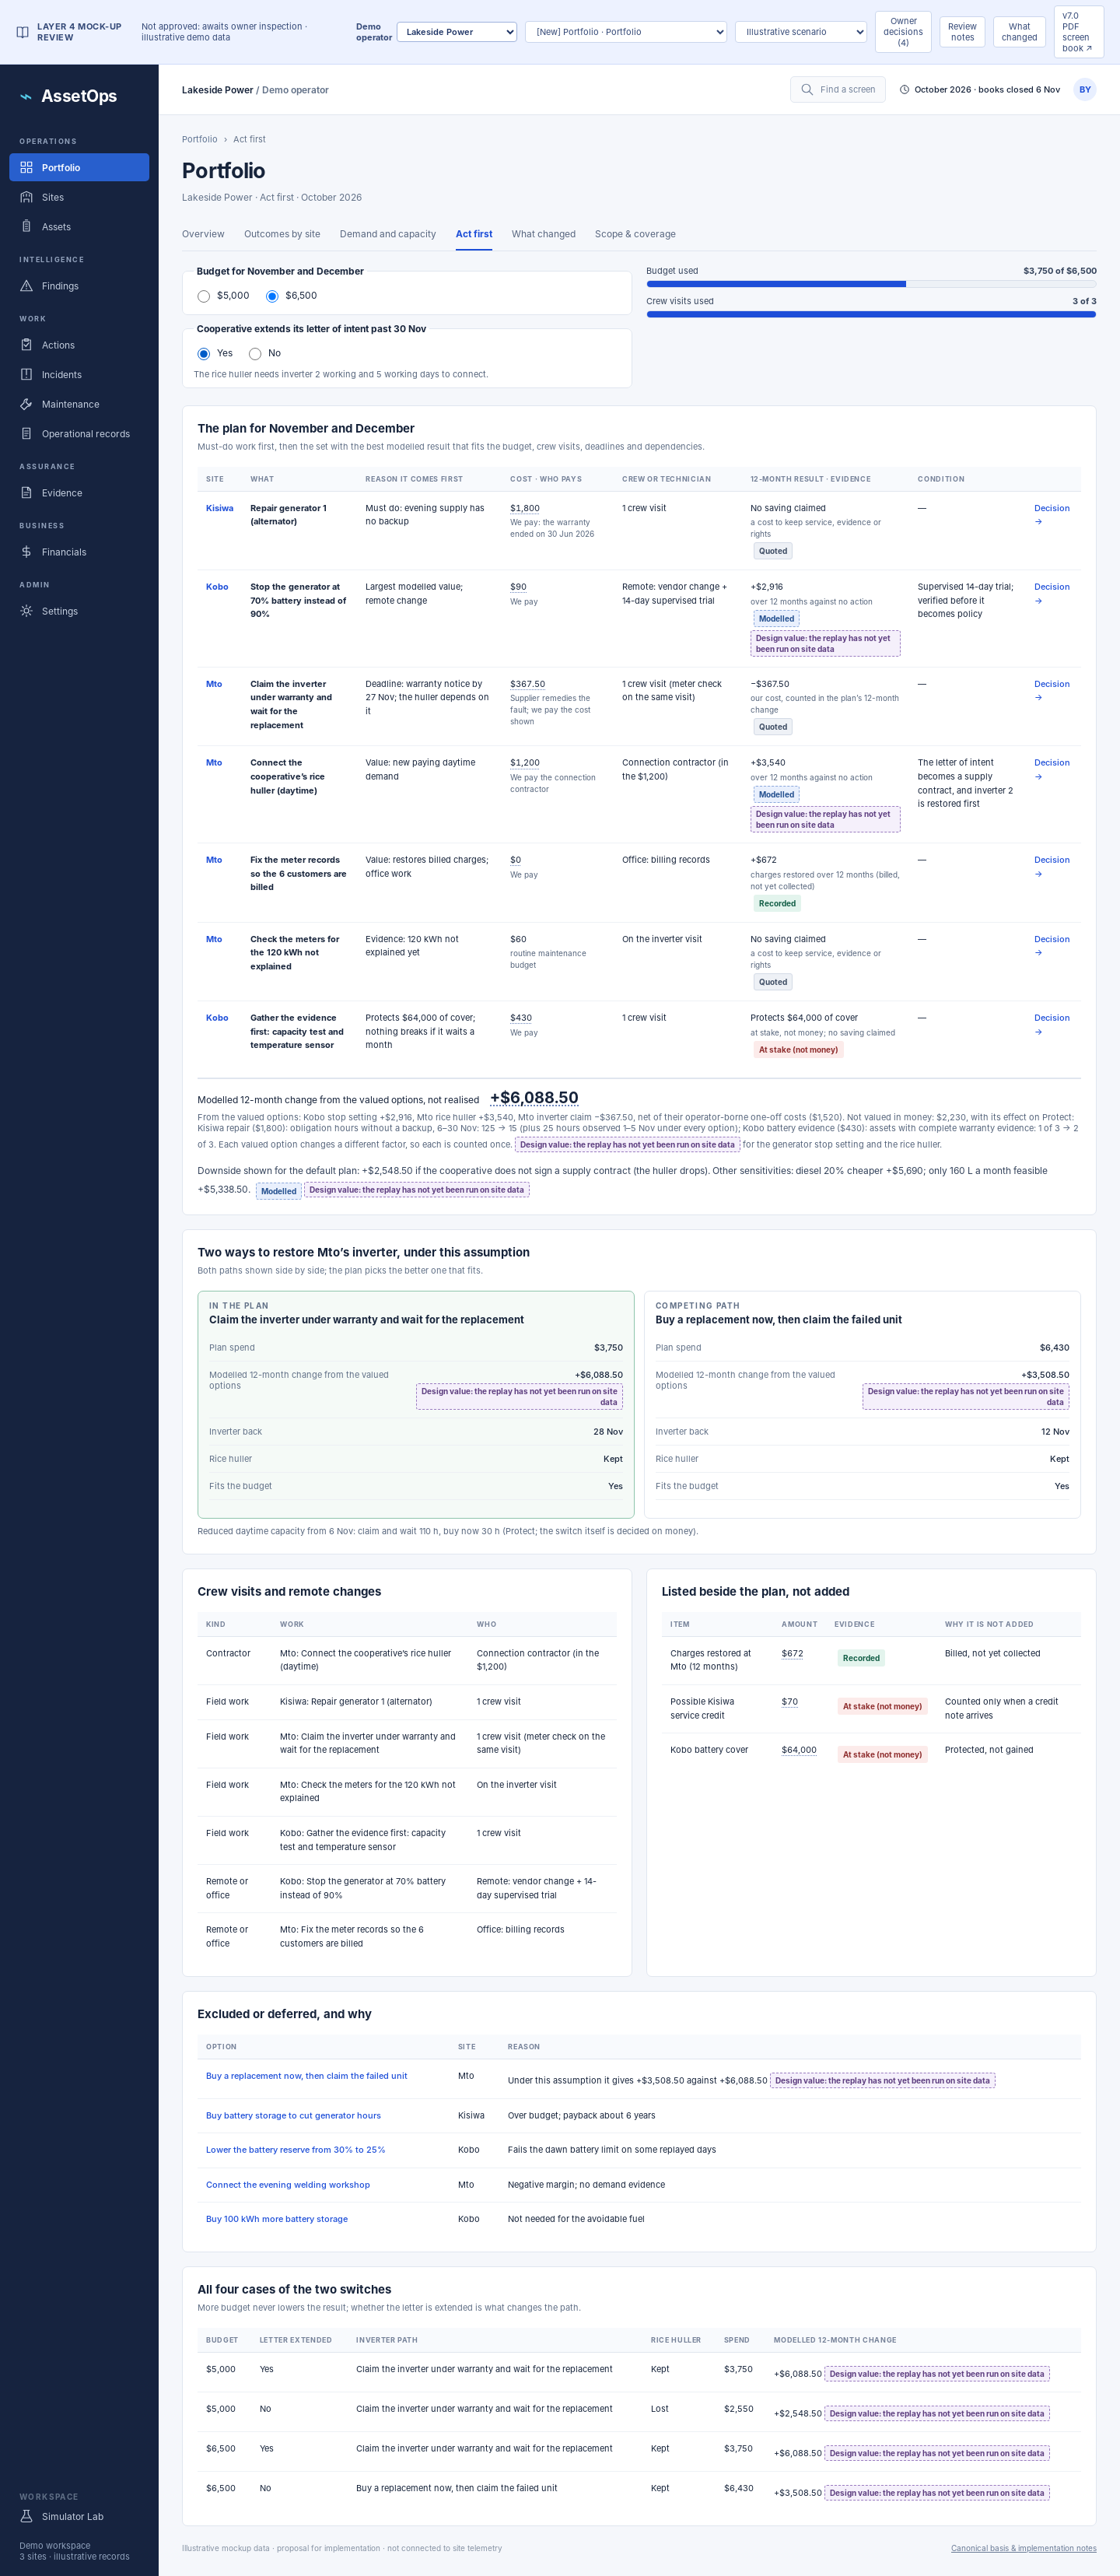 LAYER 4 MOCK-UP REVIEW
Not approved: awaits owner inspection · illustrative demo data
Demo operator
Lakeside Power
[New] Portfolio · Portfolio
Illustrative scenario
Owner decisions (4)
Review notes
What changed
v7.0 PDF screen book ↗
AssetOps
Lakeside Power / Demo operator
Find a screen
October 2026 · books closed 6 Nov
BY
OPERATIONS
Portfolio
Sites
Assets
INTELLIGENCE
Findings
WORK
Actions
Incidents
Maintenance
Operational records
ASSURANCE
Evidence
BUSINESS
Financials
ADMIN
Settings
WORKSPACE
Simulator Lab
Demo workspace
3 sites · illustrative records
Portfolio › Act first
Portfolio
Lakeside Power · Act first · October 2026
Overview
Outcomes by site
Demand and capacity
Act first
What changed
Scope & coverage
Budget for November and December
$5,000
$6,500
Cooperative extends its letter of intent past 30 Nov
Yes
No
The rice huller needs inverter 2 working and 5 working days to connect.
Budget used
$3,750 of $6,500
Crew visits used
3 of 3
The plan for November and December
Must-do work first, then the set with the best modelled result that fits the budget, crew visits, deadlines and dependencies.
SITE WHAT REASON IT COMES FIRST COST · WHO PAYS CREW OR TECHNICIAN 12-MONTH RESULT · EVIDENCE CONDITION
Kisiwa
Repair generator 1 (alternator)
Must do: evening supply has no backup
$1,800
We pay: the warranty ended on 30 Jun 2026
1 crew visit
No saving claimed
a cost to keep service, evidence or rights
Quoted
—
Decision →
Kobo
Stop the generator at 70% battery instead of 90%
Largest modelled value; remote change
$90
We pay
Remote: vendor change + 14-day supervised trial
+$2,916
over 12 months against no action
Modelled
Design value: the replay has not yet been run on site data
Supervised 14-day trial; verified before it becomes policy
Decision →
Mto
Claim the inverter under warranty and wait for the replacement
Deadline: warranty notice by 27 Nov; the huller depends on it
$367.50
Supplier remedies the fault; we pay the cost shown
1 crew visit (meter check on the same visit)
−$367.50
our cost, counted in the plan's 12-month change
Quoted
—
Decision →
Mto
Connect the cooperative's rice huller (daytime)
Value: new paying daytime demand
$1,200
We pay the connection contractor
Connection contractor (in the $1,200)
+$3,540
over 12 months against no action
Modelled
Design value: the replay has not yet been run on site data
The letter of intent becomes a supply contract, and inverter 2 is restored first
Decision →
Mto
Fix the meter records so the 6 customers are billed
Value: restores billed charges; office work
$0
We pay
Office: billing records
+$672
charges restored over 12 months (billed, not yet collected)
Recorded
—
Decision →
Mto
Check the meters for the 120 kWh not explained
Evidence: 120 kWh not explained yet
$60
routine maintenance budget
On the inverter visit
No saving claimed
a cost to keep service, evidence or rights
Quoted
—
Decision →
Kobo
Gather the evidence first: capacity test and temperature sensor
Protects $64,000 of cover; nothing breaks if it waits a month
$430
We pay
1 crew visit
Protects $64,000 of cover
at stake, not money; no saving claimed
At stake (not money)
—
Decision →
Modelled 12-month change from the valued options, not realised +$6,088.50
From the valued options: Kobo stop setting +$2,916, Mto rice huller +$3,540, Mto inverter claim −$367.50, net of their operator-borne one-off costs ($1,520). Not valued in money: $2,230, with its effect on Protect:
Kisiwa repair ($1,800): obligation hours without a backup, 6–30 Nov: 125 → 15 (plus 25 hours observed 1–5 Nov under every option); Kobo battery evidence ($430): assets with complete warranty evidence: 1 of 3 → 2
of 3. Each valued option changes a different factor, so each is counted once. Design value: the replay has not yet been run on site data for the generator stop setting and the rice huller.
Downside shown for the default plan: +$2,548.50 if the cooperative does not sign a supply contract (the huller drops). Other sensitivities: diesel 20% cheaper +$5,690; only 160 L a month feasible
+$5,338.50. Modelled Design value: the replay has not yet been run on site data
Two ways to restore Mto's inverter, under this assumption
Both paths shown side by side; the plan picks the better one that fits.
IN THE PLAN
Claim the inverter under warranty and wait for the replacement
Plan spend $3,750
Modelled 12-month change from the valued options +$6,088.50
Design value: the replay has not yet been run on site data
Inverter back 28 Nov
Rice huller Kept
Fits the budget Yes
COMPETING PATH
Buy a replacement now, then claim the failed unit
Plan spend $6,430
Modelled 12-month change from the valued options +$3,508.50
Design value: the replay has not yet been run on site data
Inverter back 12 Nov
Rice huller Kept
Fits the budget Yes
Reduced daytime capacity from 6 Nov: claim and wait 110 h, buy now 30 h (Protect; the switch itself is decided on money).
Crew visits and remote changes
KIND WORK WHO
Contractor Mto: Connect the cooperative's rice huller (daytime) Connection contractor (in the $1,200)
Field work Kisiwa: Repair generator 1 (alternator) 1 crew visit
Field work Mto: Claim the inverter under warranty and wait for the replacement 1 crew visit (meter check on the same visit)
Field work Mto: Check the meters for the 120 kWh not explained On the inverter visit
Field work Kobo: Gather the evidence first: capacity test and temperature sensor 1 crew visit
Remote or office Kobo: Stop the generator at 70% battery instead of 90% Remote: vendor change + 14-day supervised trial
Remote or office Mto: Fix the meter records so the 6 customers are billed Office: billing records
Listed beside the plan, not added
ITEM AMOUNT EVIDENCE WHY IT IS NOT ADDED
Charges restored at Mto (12 months) $672 Recorded Billed, not yet collected
Possible Kisiwa service credit $70 At stake (not money) Counted only when a credit note arrives
Kobo battery cover $64,000 At stake (not money) Protected, not gained
Excluded or deferred, and why
OPTION SITE REASON
Buy a replacement now, then claim the failed unit Mto Under this assumption it gives +$3,508.50 against +$6,088.50 Design value: the replay has not yet been run on site data
Buy battery storage to cut generator hours Kisiwa Over budget; payback about 6 years
Lower the battery reserve from 30% to 25% Kobo Fails the dawn battery limit on some replayed days
Connect the evening welding workshop Mto Negative margin; no demand evidence
Buy 100 kWh more battery storage Kobo Not needed for the avoidable fuel
All four cases of the two switches
More budget never lowers the result; whether the letter is extended is what changes the path.
BUDGET LETTER EXTENDED INVERTER PATH RICE HULLER SPEND MODELLED 12-MONTH CHANGE
$5,000 Yes Claim the inverter under warranty and wait for the replacement Kept $3,750 +$6,088.50 Design value: the replay has not yet been run on site data
$5,000 No Claim the inverter under warranty and wait for the replacement Lost $2,550 +$2,548.50 Design value: the replay has not yet been run on site data
$6,500 Yes Claim the inverter under warranty and wait for the replacement Kept $3,750 +$6,088.50 Design value: the replay has not yet been run on site data
$6,500 No Buy a replacement now, then claim the failed unit Kept $6,430 +$3,508.50 Design value: the replay has not yet been run on site data
Illustrative mockup data · proposal for implementation · not connected to site telemetry
Canonical basis & implementation notes